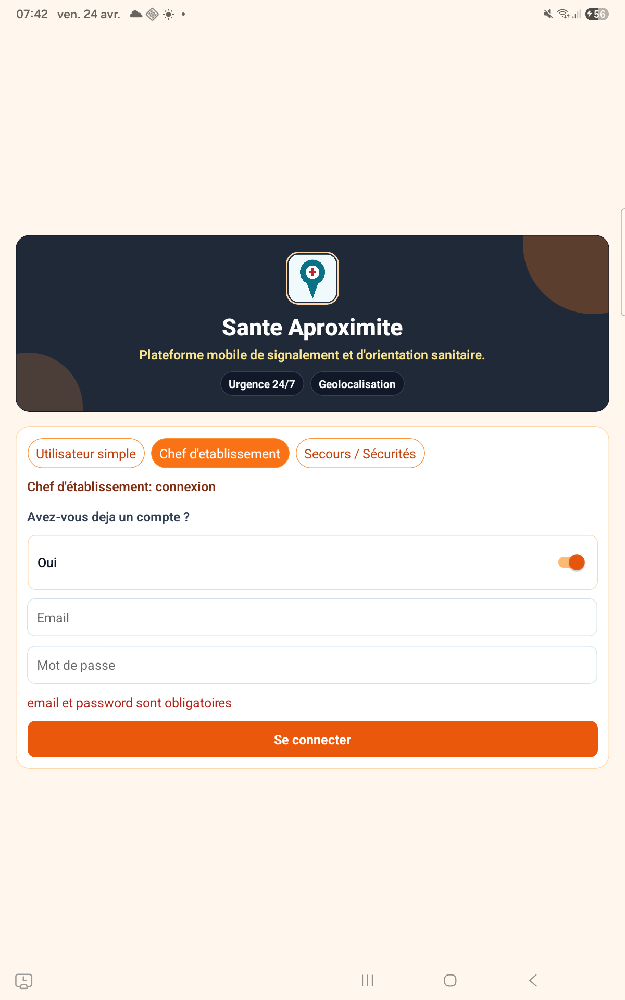 07:42 ven. 24 avr.
56
Sante Aproximite
Plateforme mobile de signalement et d'orientation sanitaire.
Urgence 24/7 Geolocalisation
Utilisateur simple Chef d'etablissement Secours / Sécurités
Chef d'établissement: connexion
Avez-vous deja un compte ?
Oui
Email
Mot de passe
email et password sont obligatoires
Se connecter